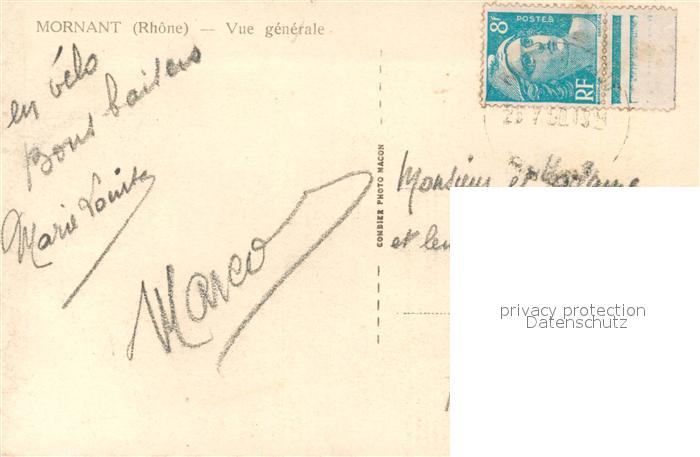 MORNANT (Rhône) — Vue générale
en vélo
Bons baisers
Marie Louise
Marco
COMBIER PHOTO MACON
8F
POSTES
RF
Monsieur et Madame
et leu
privacy protection
Datenschutz